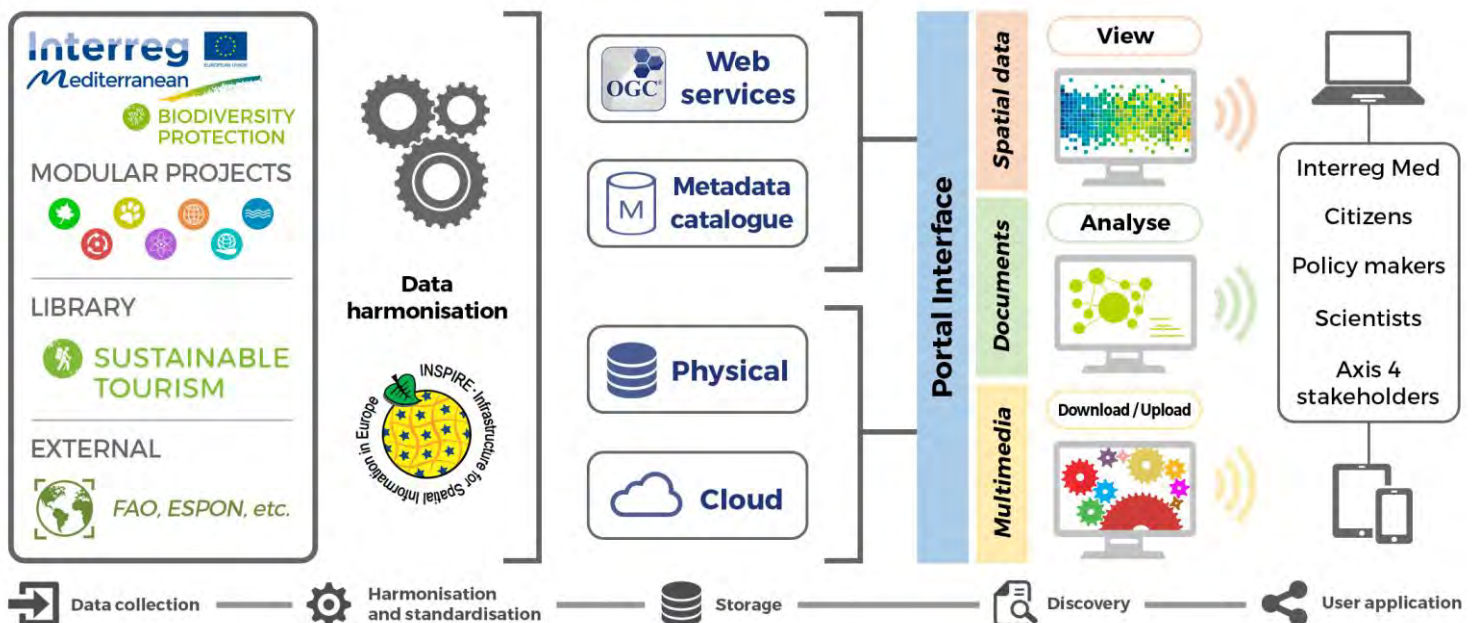 Interreg
EUROPEAN UNION
Mediterranean
BIODIVERSITY
PROTECTION
MODULAR PROJECTS
LIBRARY
SUSTAINABLE
TOURISM
EXTERNAL
FAO, ESPON, etc.
Data
harmonisation
INSPIRE • Infrastructure for Spatial Information in Europe
OGC®
Web
services
M
Metadada
catalogue
Physical
Cloud
Portal Interface
Spatial data
Documents
Multimedia
View
Analyse
Download / Upload
Interreg Med
Citizens
Policy makers
Scientists
Axis 4
stakeholders
Data collection
Harmonisation
and standardisation
Storage
Discovery
User application